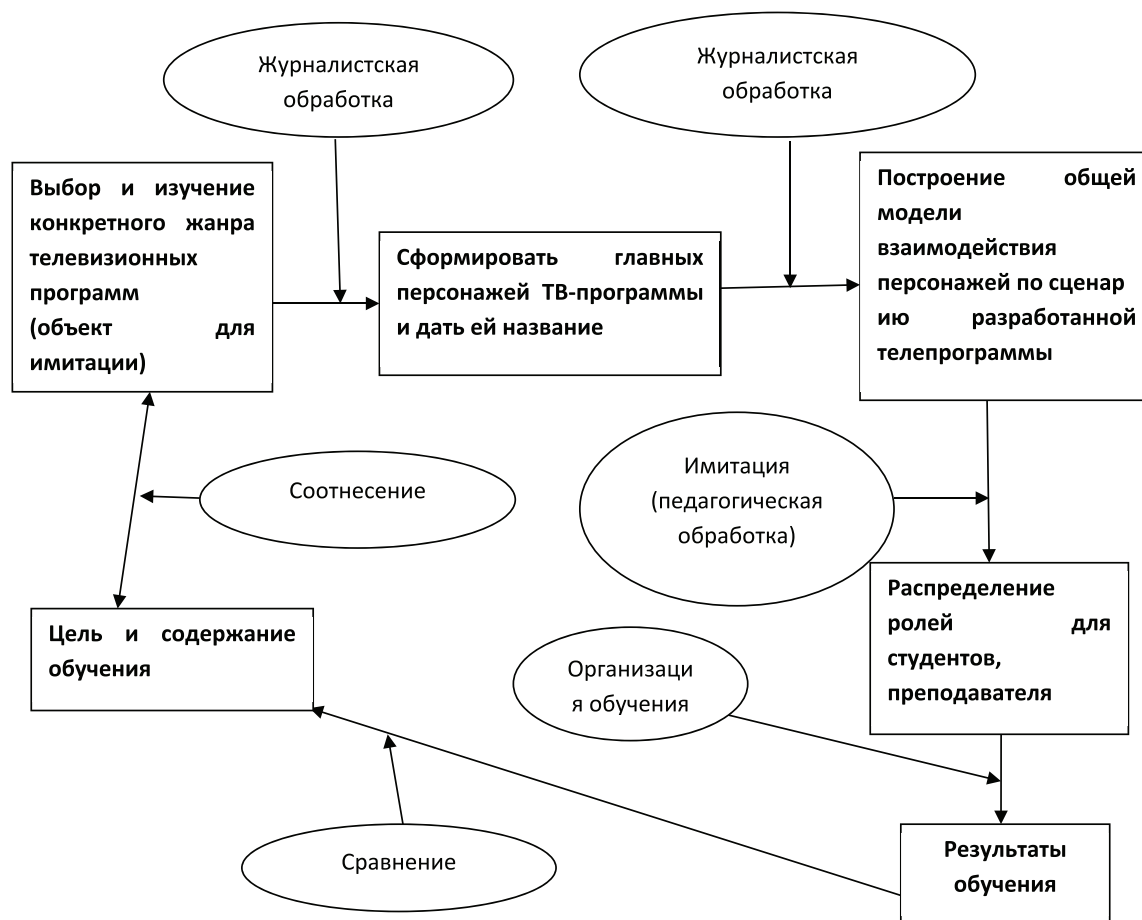 Журналистская
обработка
Журналистская
обработка
Выбор и изучение
конкретного жанра
телевизионных
программ
(объект для
имитации)
Сформировать главных
персонажей ТВ-программы
и дать ей название
Построение общей
модели
взаимодействия
персонажей по сценар
ию разработанной
телепрограммы
Соотнесение
Имитация
(педагогическая
обработка)
Цель и содержание
обучения
Организаци
я обучения
Распределение
ролей для
студентов,
преподавателя
Сравнение
Результаты
обучения